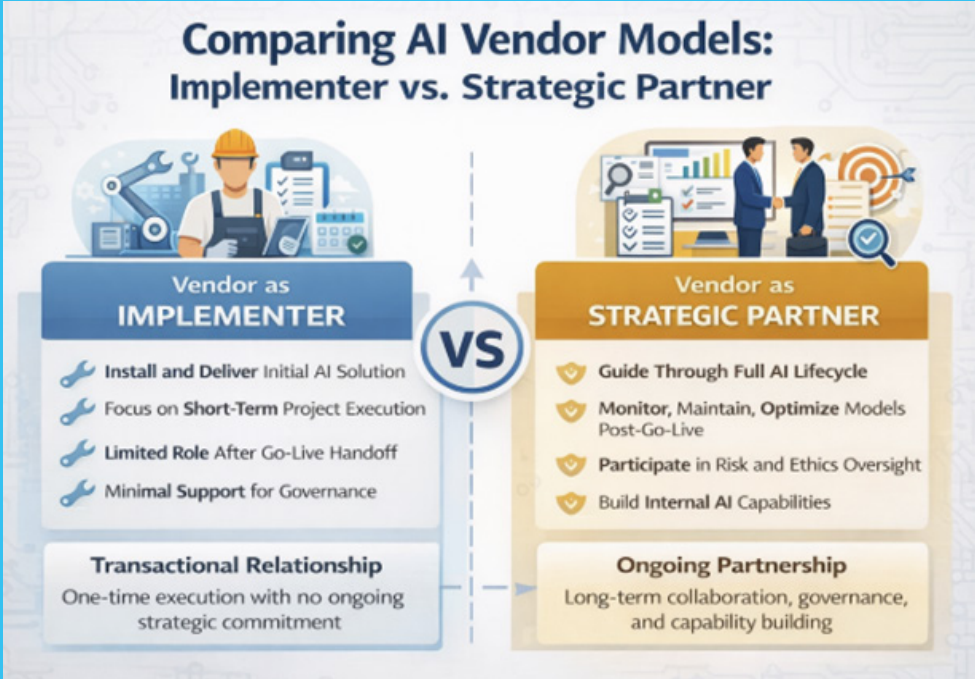 Comparing AI Vendor Models:
Implementer vs. Strategic Partner
Vendor as
IMPLEMENTER
Install and Deliver Initial AI Solution
Focus on Short-Term Project Execution
Limited Role After Go-Live Handoff
Minimal Support for Governance
Transactional Relationship
One-time execution with no ongoing
strategic commitment
VS
Vendor as
STRATEGIC PARTNER
Guide Through Full AI Lifecycle
Monitor, Maintain, Optimize Models
Post-Go-Live
Participate in Risk and Ethics Oversight
Build Internal AI Capabilities
Ongoing Partnership
Long-term collaboration, governance,
and capability building